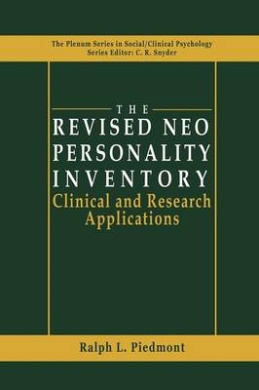 The Plenum Series in Social/Clinical Psychology
Series Editor: C. R. Snyder
THE
REVISED NEO
PERSONALITY
INVENTORY
Clinical and Research
Applications
Ralph L. Piedmont